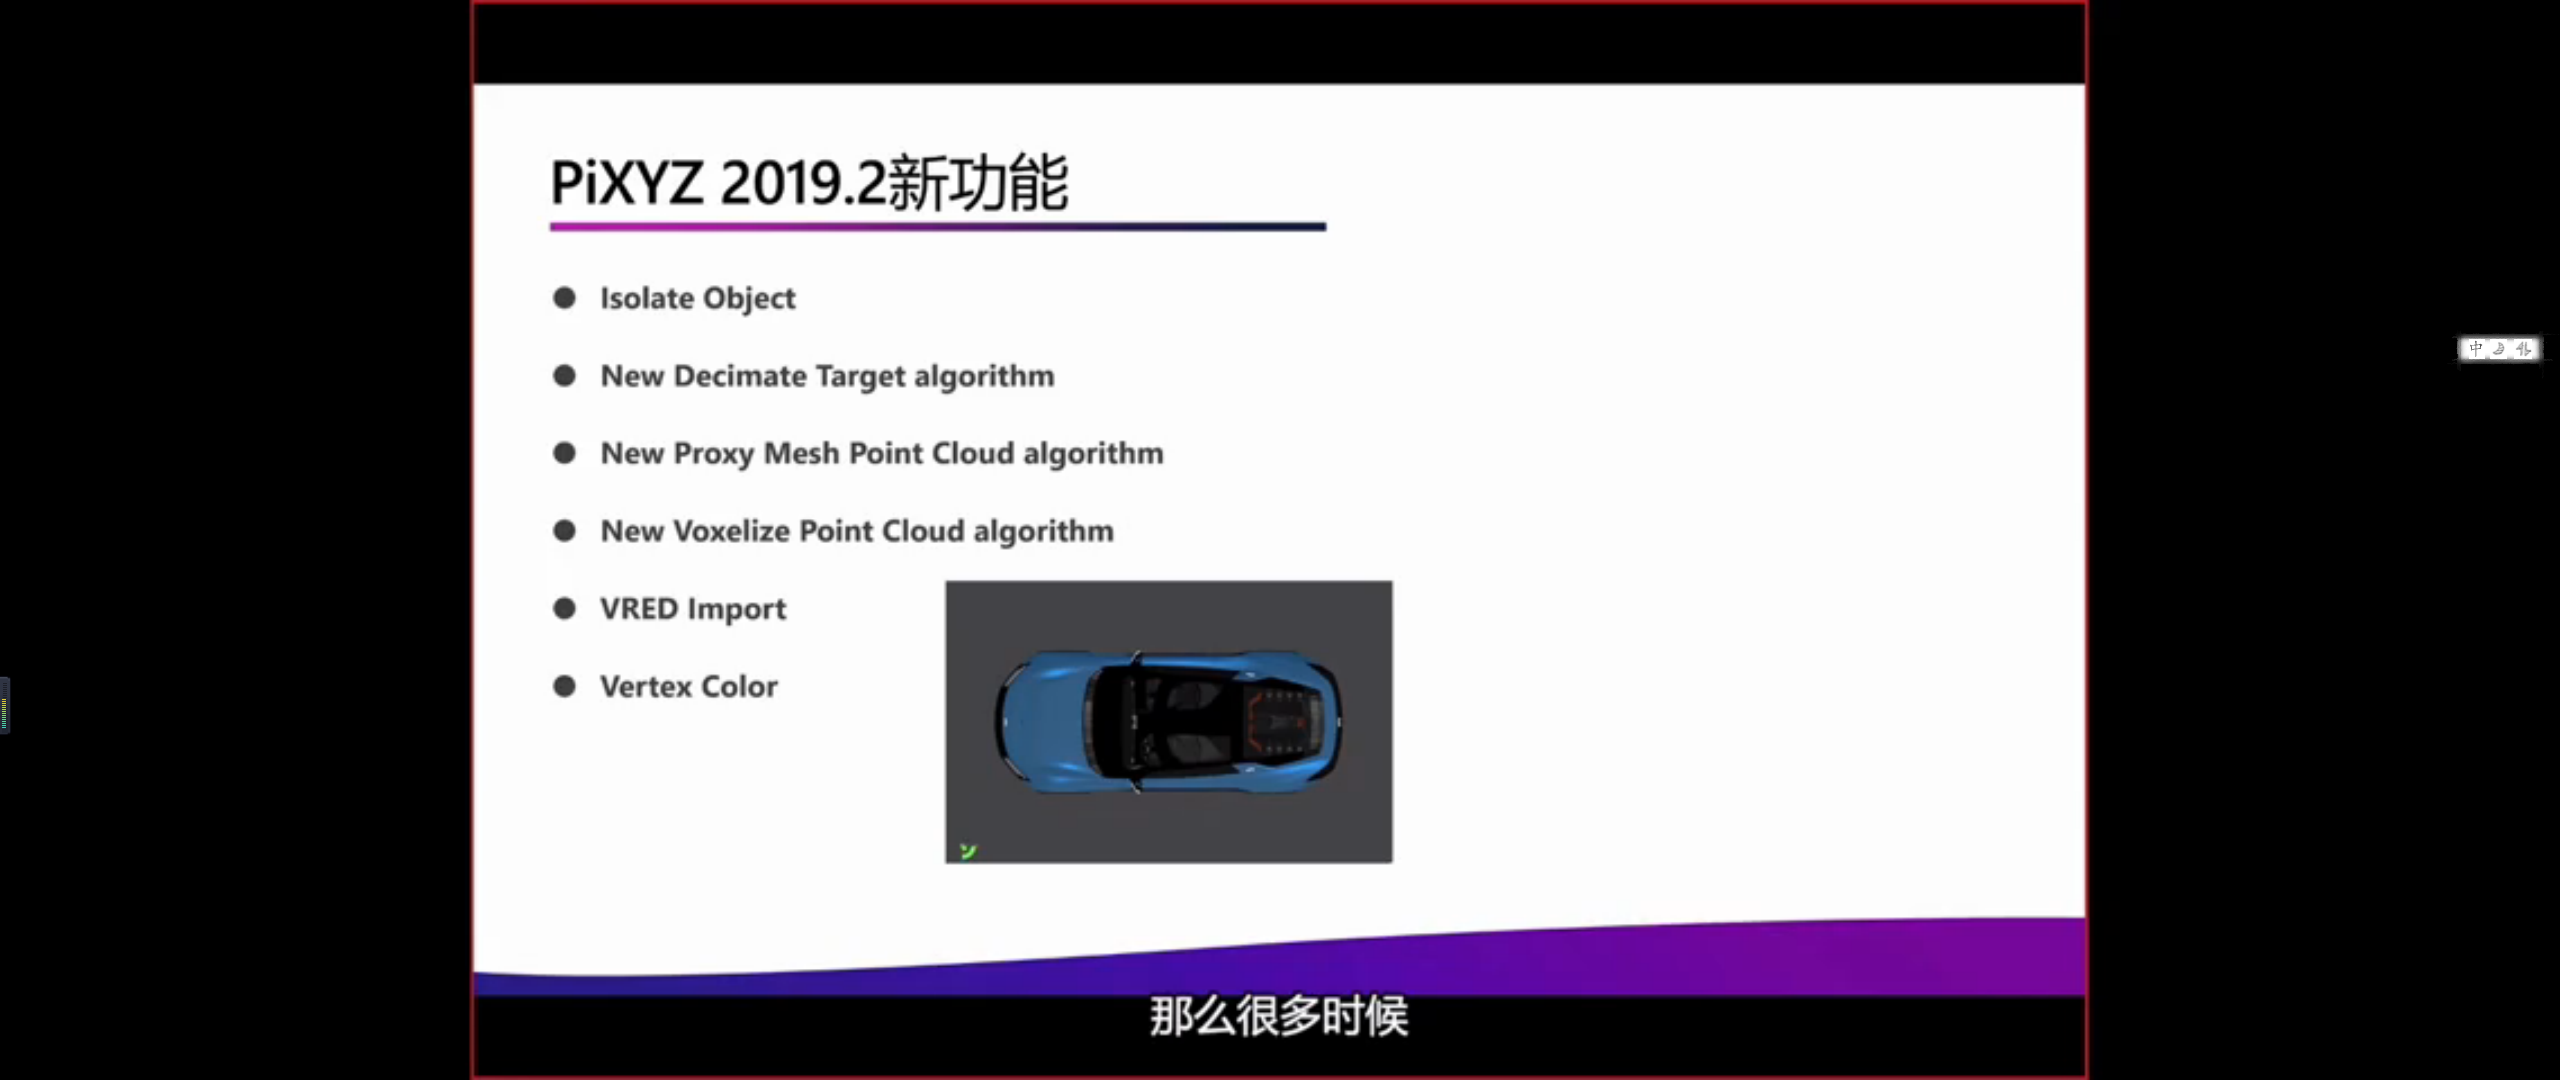 PiXYZ 2019.2新功能
Isolate Object
New Decimate Target algorithm
New Proxy Mesh Point Cloud algorithm
New Voxelize Point Cloud algorithm
VRED Import
Vertex Color
中
那么很多时候